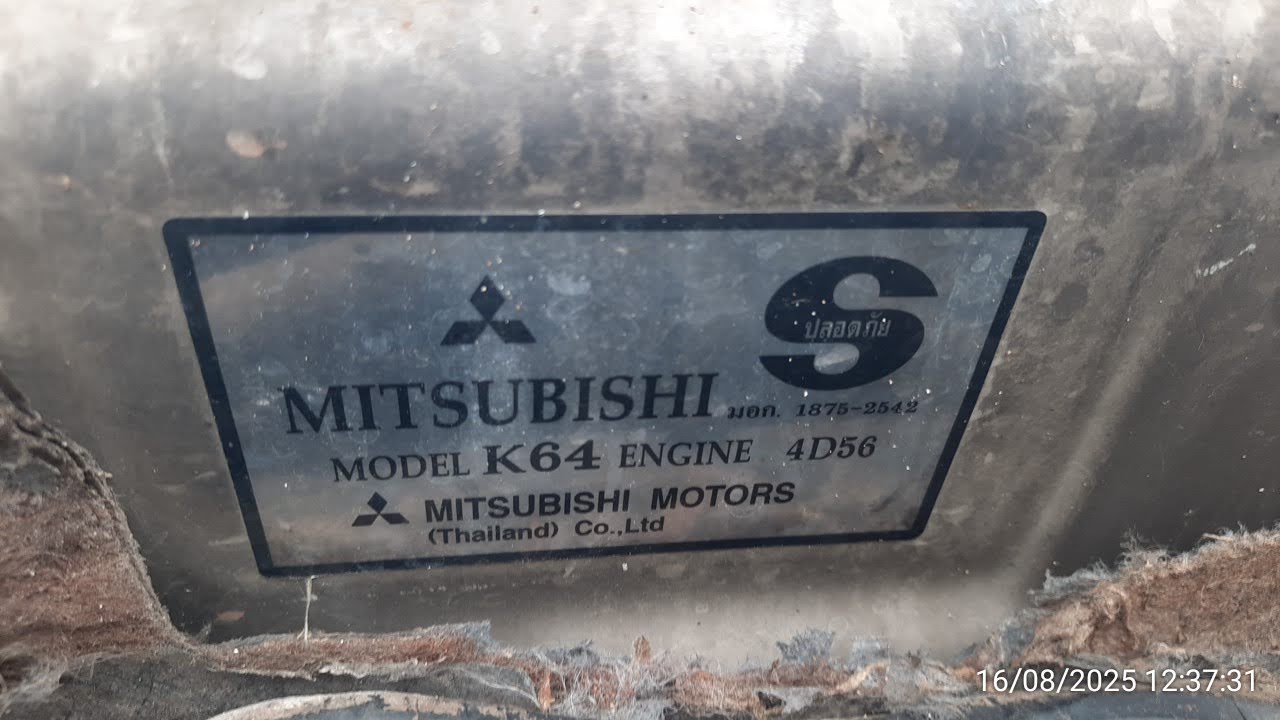 S
ปลอดภัย
MITSUBISHI มอก. 1875-2542
MODEL K64 ENGINE 4D56
MITSUBISHI MOTORS
(Thailand) Co.,Ltd
16/08/2025 12:37:31